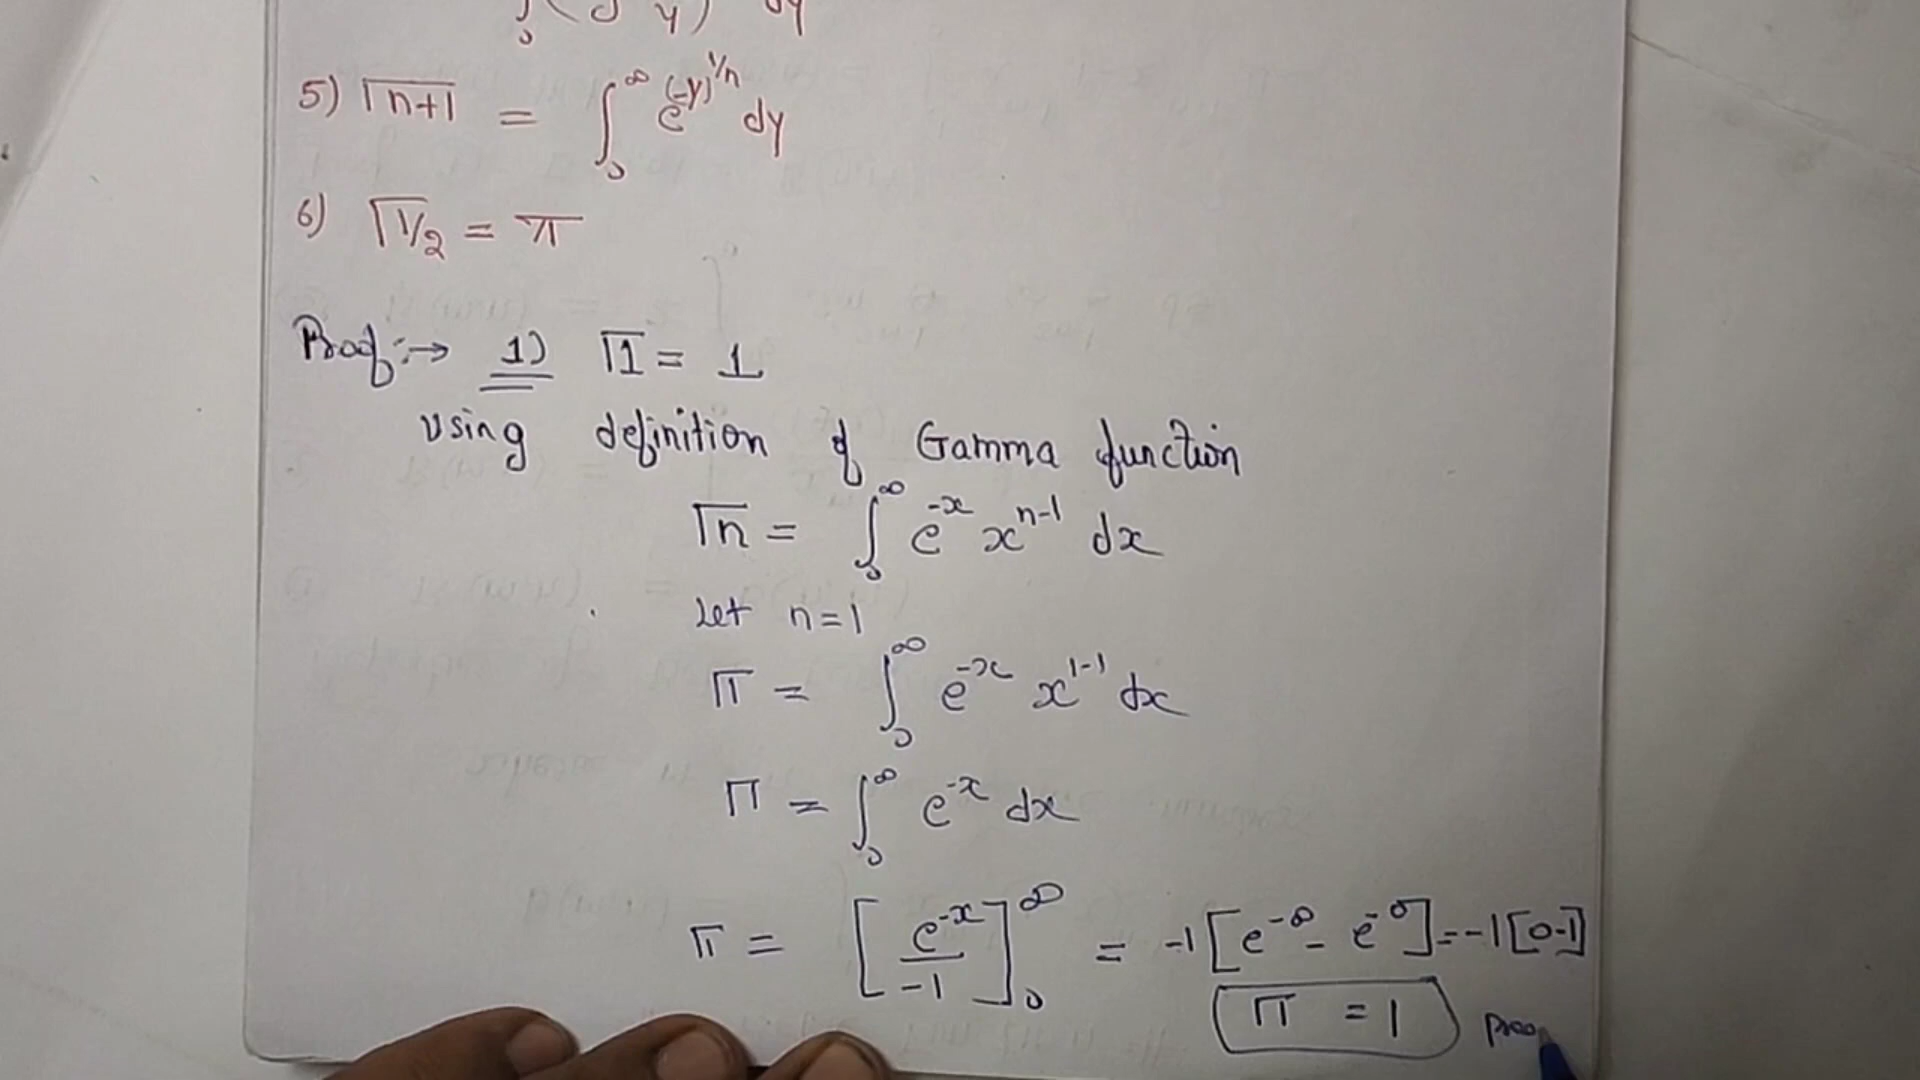 5) Γn+1 = ∫₀^∞ e^(-y)^1/n dy
6) Γ1/2 = π
Proof:→ 1) Γ1 = 1
Using definition of Gamma function
Γn = ∫₀^∞ e^-x x^n-1 dx
Let n=1
Γ1 = ∫₀^∞ e^-x x^1-1 dx
Γ1 = ∫₀^∞ e^-x dx
Γ1 = [e^-x / -1]₀^∞ = -1[e^-∞ - e^-0] = -1[0-1]
Γ1 = 1 Proo